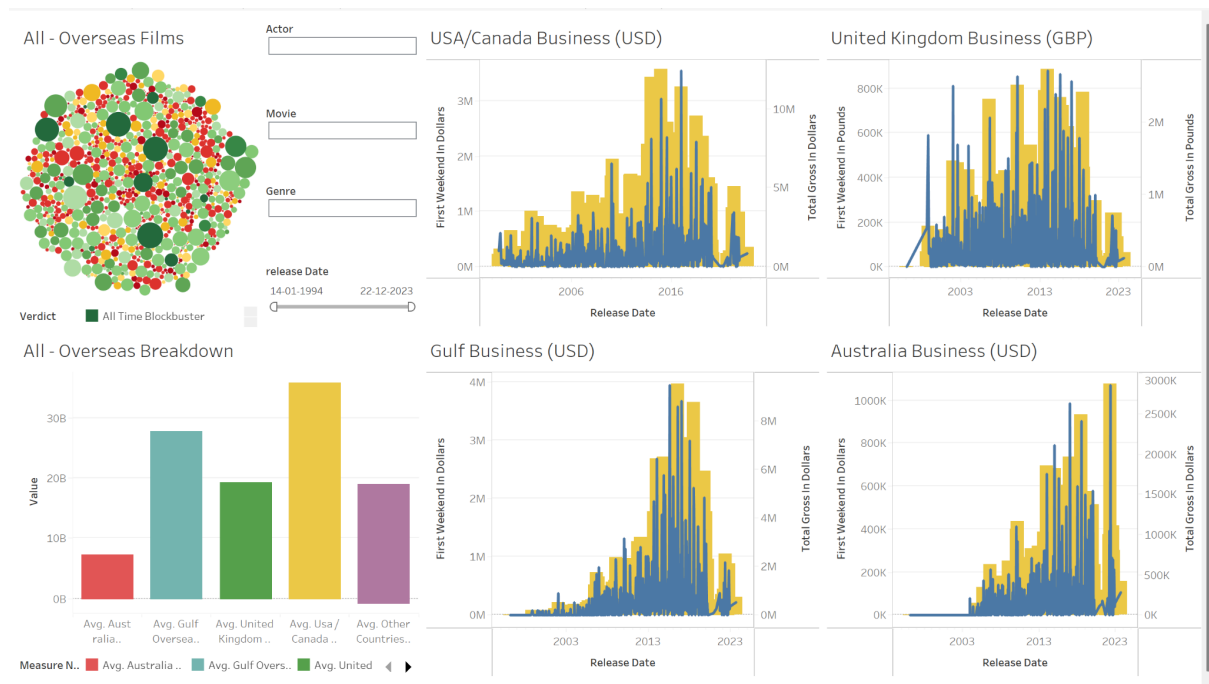 All - Overseas Films
Actor
Movie
Genre
release Date
14-01-1994 22-12-2023
Verdict All Time Blockbuster
USA/Canada Business (USD)
First Weekend In Dollars
3M
2M
1M
0M
10M
5M
0M
Total Gross In Dollars
2006 2016
Release Date
United Kingdom Business (GBP)
First Weekend In Pounds
800K
600K
400K
200K
0K
2M
1M
0M
Total Gross In Pounds
2003 2013 2023
Release Date
All - Overseas Breakdown
Value
30B
20B
10B
0B
Avg. Aust
ralia..
Avg. Gulf
Oversea..
Avg. United
Kingdom ..
Avg. Usa /
Canada ..
Avg. Other
Countries..
Measure N.. Avg. Australia .. Avg. Gulf Overs.. Avg. United
Gulf Business (USD)
First Weekend In Dollars
4M
3M
2M
1M
0M
8M
6M
4M
2M
0M
Total Gross In Dollars
2003 2013 2023
Release Date
Australia Business (USD)
First Weekend In Dollars
1000K
800K
600K
400K
200K
0K
3000K
2500K
2000K
1500K
1000K
500K
0K
Total Gross In Dollars
2003 2013 2023
Release Date